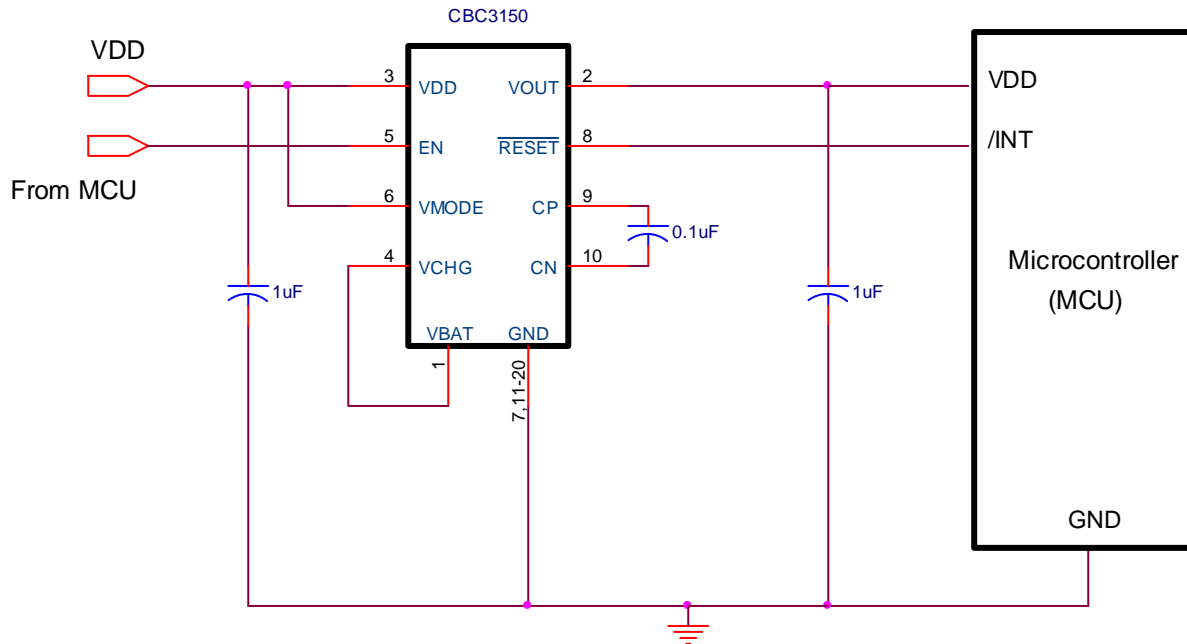 CBC3150
VDD
3
VDD
VOUT
2
VDD
5
EN
RESET
8
/INT
From MCU
6
VMODE
CP
9
0.1uF
4
VCHG
CN
10
Microcontroller
(MCU)
1uF
1uF
VBAT
GND
1
7,11-20
GND